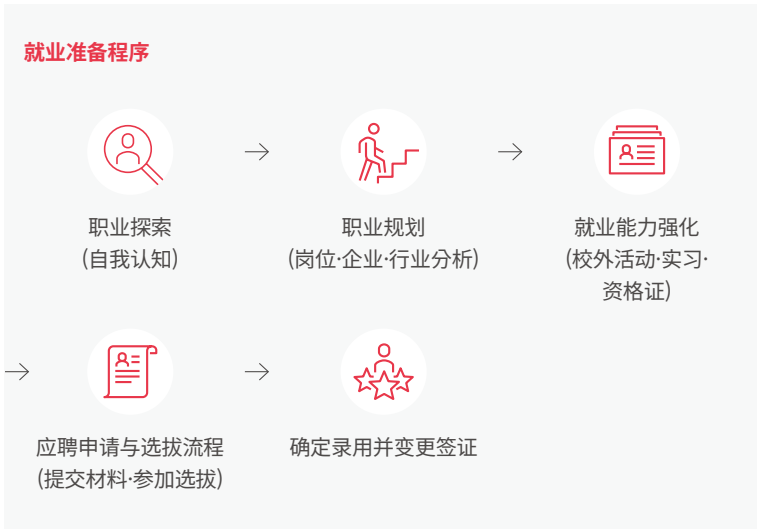 就业准备程序
职业探索
(自我认知)
职业规划
(岗位·企业·行业分析)
就业能力强化
(校外活动·实习·
资格证)
应聘申请与选拔流程
(提交材料·参加选拔)
确定录用并变更签证